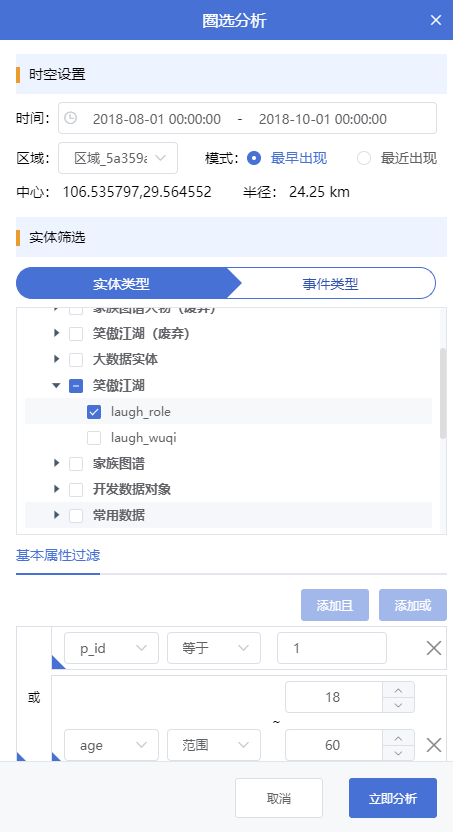 圈选分析
时空设置
时间： 2018-08-01 00:00:00 - 2018-10-01 00:00:00
区域： 区域_5a359a 模式： 最早出现 最近出现
中心： 106.535797,29.564552 半径： 24.25 km
实体筛选
实体类型 事件类型
家族图谱人物（废弃）
笑傲江湖（废弃）
大数据实体
笑傲江湖
laugh_role
laugh_wuqi
家族图谱
开发数据对象
常用数据
基本属性过滤
添加且 添加或
p_id 等于 1
或
18
~
age 范围 60
取消 立即分析